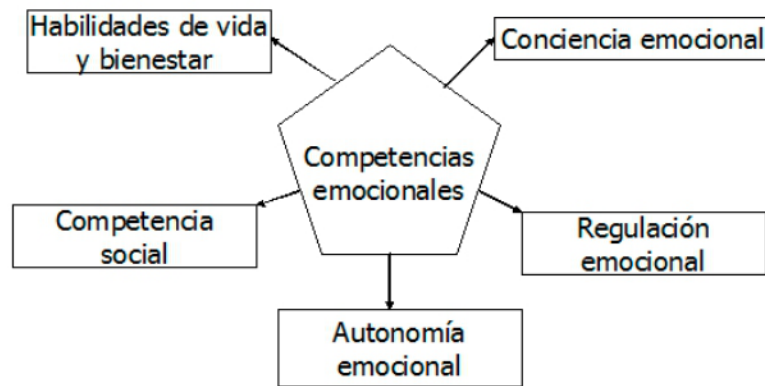 Habilidades de vida
y bienestar
Conciencia emocional
Competencias
emocionales
Competencia
social
Regulación
emocional
Autonomía
emocional